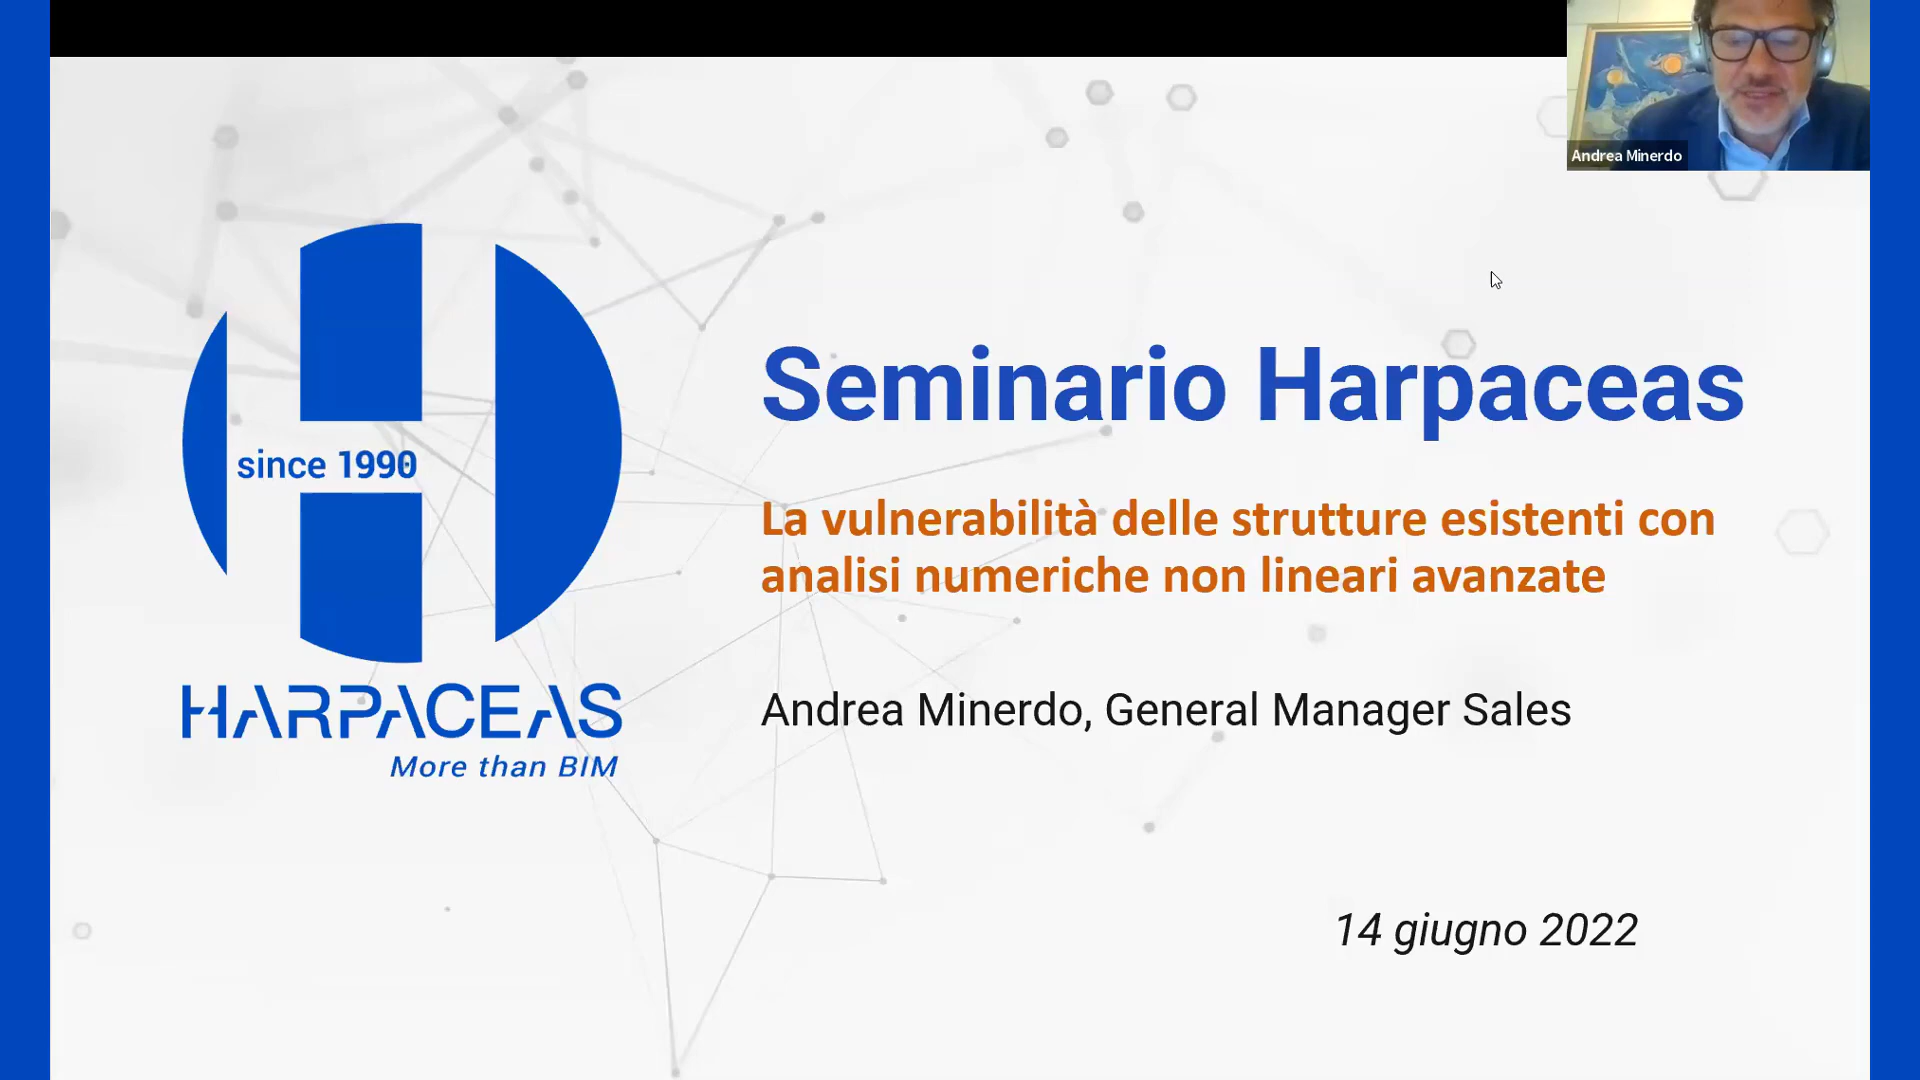 Andrea Minerdo
since 1990
HARPACEAS
More than BIM
Seminario Harpaceas
La vulnerabilità delle strutture esistenti con
analisi numeriche non lineari avanzate
Andrea Minerdo, General Manager Sales
14 giugno 2022